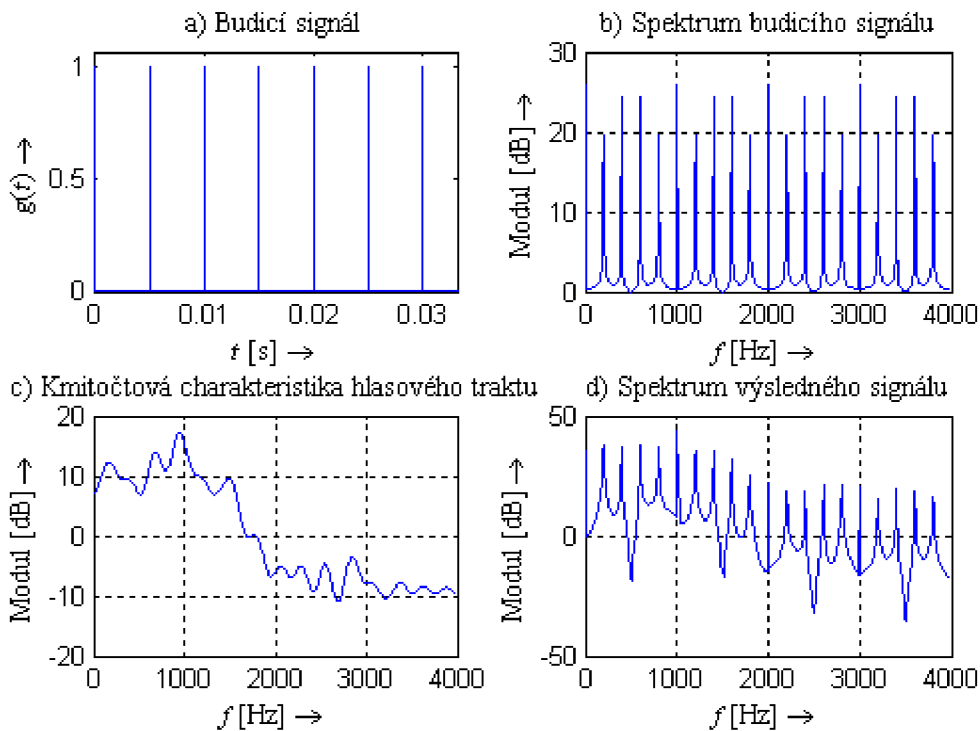 a) Budicí signál
1
0.5
0
g(t) →
0 0.01 0.02 0.03
t [s] →
b) Spektrum budicího signálu
30
20
10
0
Modul [dB] →
0 1000 2000 3000 4000
f [Hz] →
c) Kmitočtová charakteristika hlasového traktu
20
10
0
-10
-20
Modul [dB] →
0 1000 2000 3000 4000
f [Hz] →
d) Spektrum výsledného signálu
50
0
-50
Modul [dB] →
0 1000 2000 3000 4000
f [Hz] →